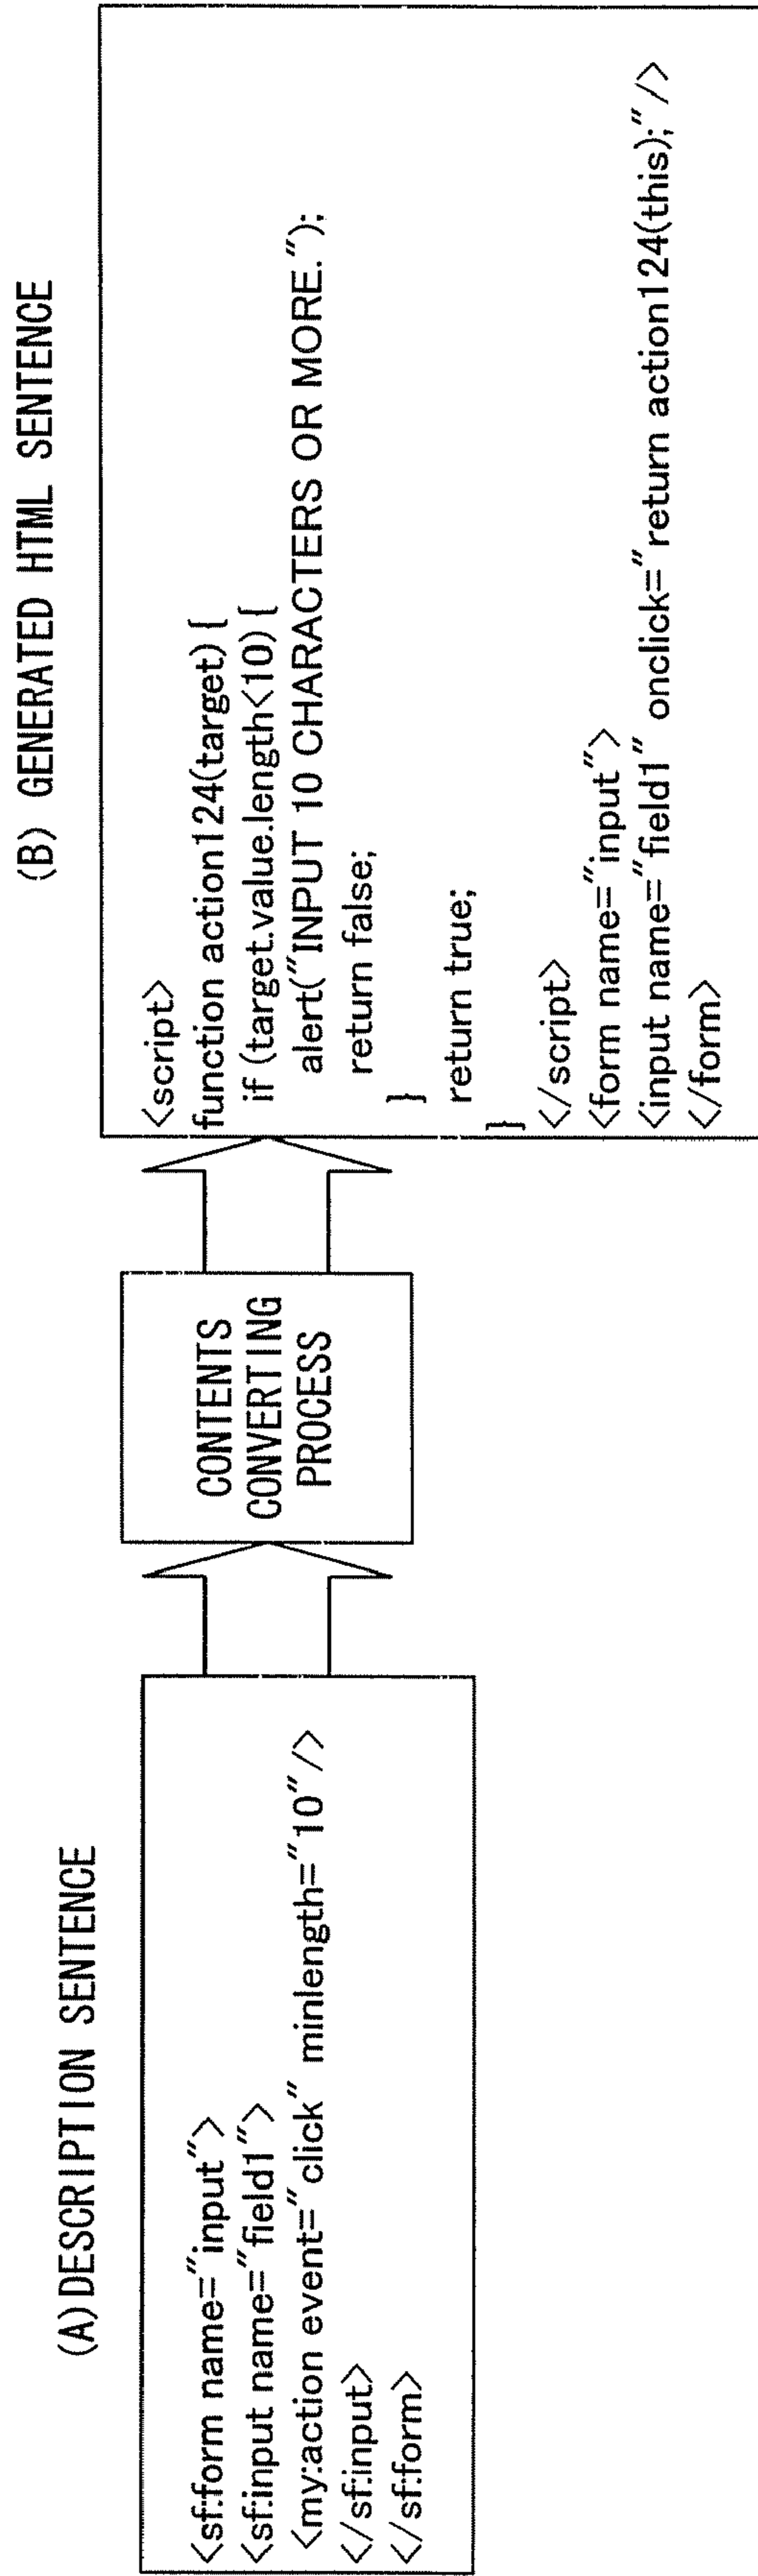 (A)DESCRIPTION SENTENCE
<sf:form name="input">
<sf:input name="field1">
<my:action event="click" minlength="10"/>
</sf:input>
</sf:form>
CONTENTS
CONVERTING
PROCESS
(B) GENERATED HTML SENTENCE
<script>
function action124(target) {
if (target.value.length<10) {
alert("INPUT 10 CHARACTERS OR MORE.");
return false;
}
return true;
}
</script>
<form name="input">
<input name="field1" onclick="return action124(this);"/>
</form>